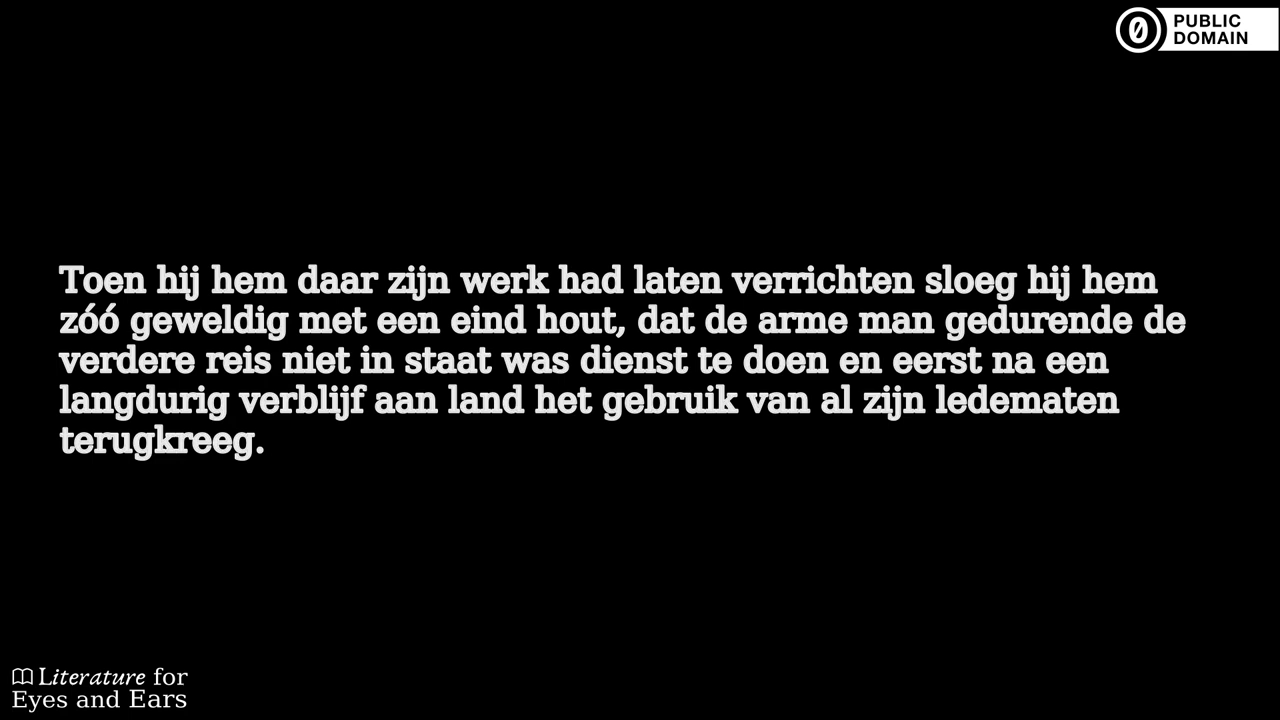 PUBLIC
DOMAIN
Toen hij hem daar zijn werk had laten verrichten sloeg hij hem
zóó geweldig met een eind hout, dat de arme man gedurende de
verdere reis niet in staat was dienst te doen en eerst na een
langdurig verblijf aan land het gebruik van al zijn ledematen
terugkreeg.
Literature for
Eyes and Ears